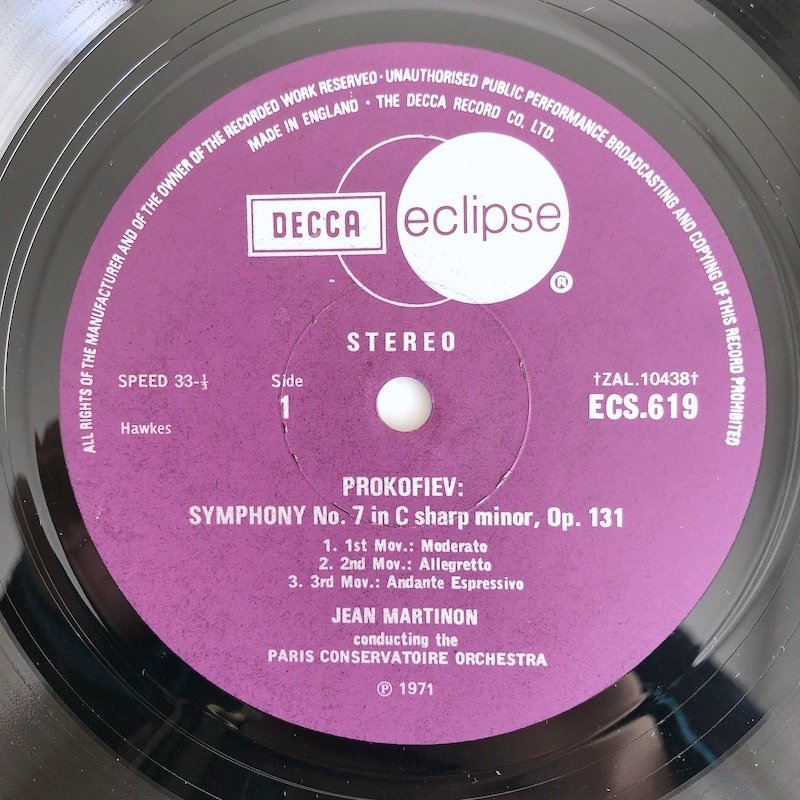 ALL RIGHTS OF THE MANUFACTURER AND OF THE OWNER OF THE RECORDED WORK RESERVED · UNAUTHORISED PUBLIC PERFORMANCE BROADCASTING AND COPYING OF THIS RECORD PROHIBITED
MADE IN ENGLAND · THE DECCA RECORD CO. LTD.
DECCA eclipse
®
STEREO
SPEED 33-⅓ Side †ZAL.10438†
1 ECS.619
Hawkes
PROKOFIEV:
SYMPHONY No. 7 in C sharp minor, Op. 131
1. 1st Mov.: Moderato
2. 2nd Mov.: Allegretto
3. 3rd Mov.: Andante Espressivo
JEAN MARTINON
conducting the
PARIS CONSERVATOIRE ORCHESTRA
℗ 1971